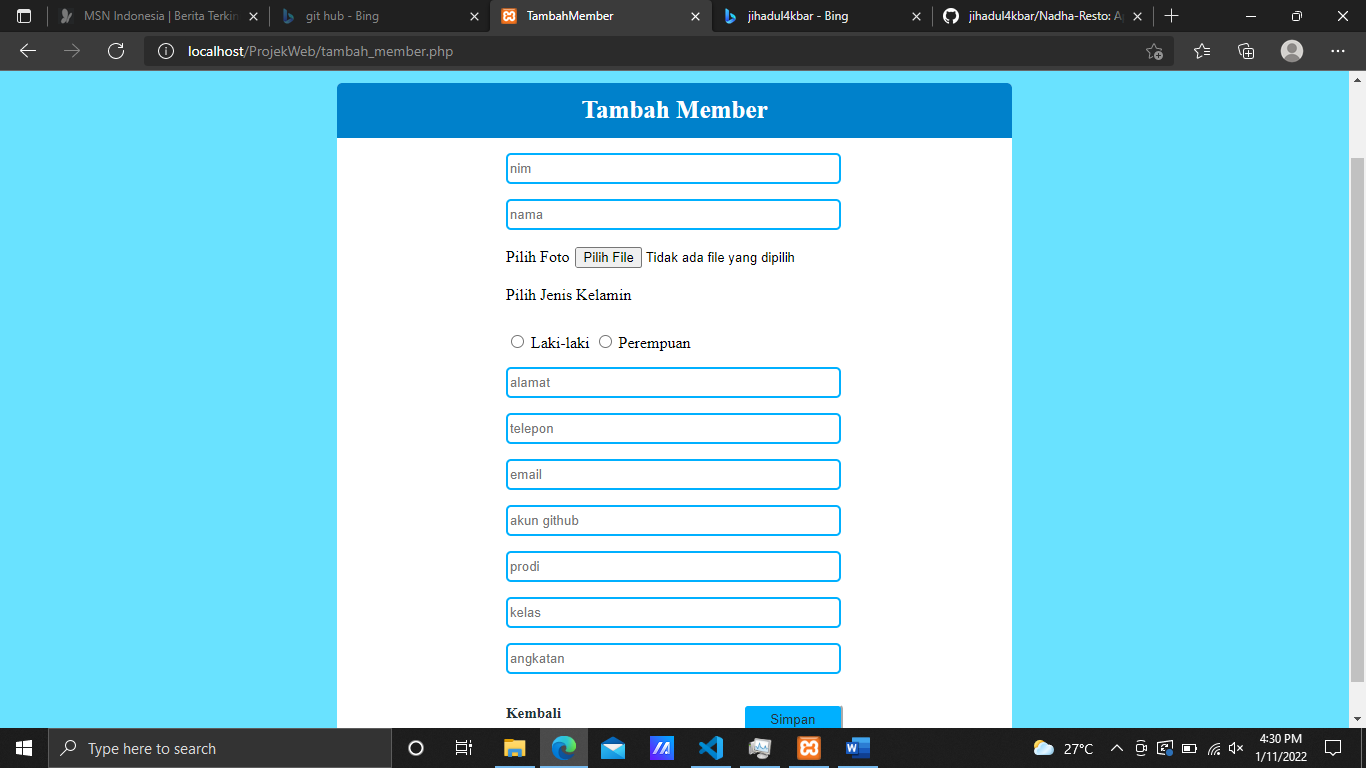 MSN Indonesia | Berita Terkin
git hub - Bing
TambahMember
jihadul4kbar - Bing
jihadul4kbar/Nadha-Resto: A
localhost/ProjekWeb/tambah_member.php
Tambah Member
nim
nama
Pilih Foto Pilih File Tidak ada file yang dipilih
Pilih Jenis Kelamin
Laki-laki Perempuan
alamat
telepon
email
akun github
prodi
kelas
angkatan
Kembali Simpan
Type here to search
27°C
4:30 PM
1/11/2022